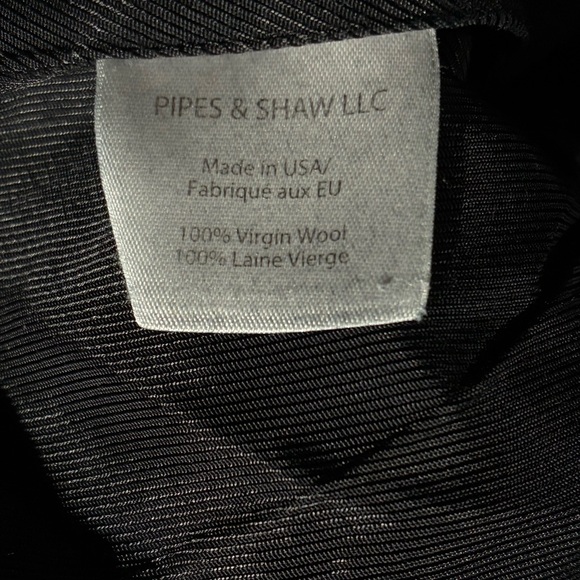 PIPES & SHAW LLC
Made in USA/
Fabriqué aux EU
100% Virgin Wool
100% Laine Vierge